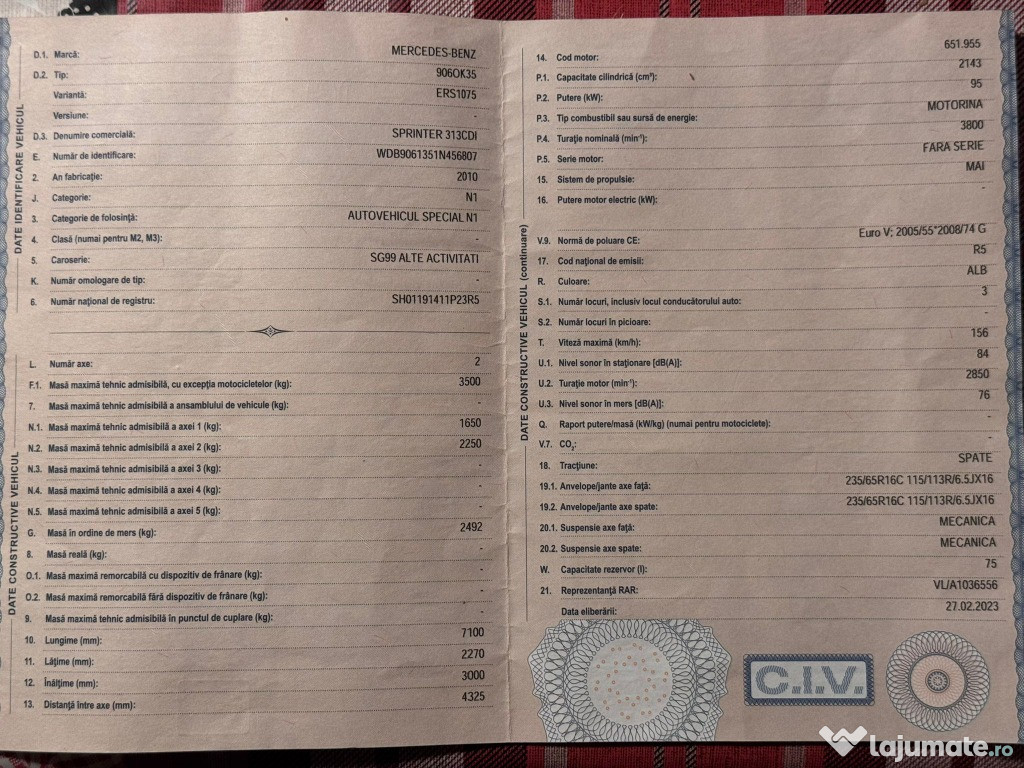 DATE IDENTIFICARE VEHICUL
D.1. Marcă: MERCEDES-BENZ
D.2. Tip: 906OK35
Variantă: ERS1075
Versiune: -
D.3. Denumire comercială: SPRINTER 313CDI
E. Număr de identificare: WDB9061351N456807
2. An fabricaţie: 2010
J. Categorie: N1
3. Categorie de folosinţă: AUTOVEHICUL SPECIAL N1
4. Clasă (numai pentru M2, M3): -
5. Caroserie: SG99 ALTE ACTIVITATI
K. Număr omologare de tip: -
6. Număr naţional de registru: SH01191411P23R5
DATE CONSTRUCTIVE VEHICUL
L. Număr axe: 2
F.1. Masă maximă tehnic admisibilă, cu excepţia motocicletelor (kg): 3500
7. Masă maximă tehnic admisibilă a ansamblului de vehicule (kg): -
N.1. Masă maximă tehnic admisibilă a axei 1 (kg): 1650
N.2. Masă maximă tehnic admisibilă a axei 2 (kg): 2250
N.3. Masă maximă tehnic admisibilă a axei 3 (kg): -
N.4. Masă maximă tehnic admisibilă a axei 4 (kg): -
N.5. Masă maximă tehnic admisibilă a axei 5 (kg): -
G. Masă în ordine de mers (kg): 2492
8. Masă reală (kg): -
O.1. Masă maximă remorcabilă cu dispozitiv de frânare (kg): -
O.2. Masă maximă remorcabilă fără dispozitiv de frânare (kg): -
9. Masă maximă tehnic admisibilă în punctul de cuplare (kg): -
10. Lungime (mm): 7100
11. Lăţime (mm): 2270
12. Înălţime (mm): 3000
13. Distanţă între axe (mm): 4325
DATE CONSTRUCTIVE VEHICUL (continuare)
14. Cod motor: 651.955
P.1. Capacitate cilindrică (cm³): 2143
P.2. Putere (kW): 95
P.3. Tip combustibil sau sursă de energie: MOTORINA
P.4. Turaţie nominală (min⁻¹): 3800
P.5. Serie motor: FARA SERIE
15. Sistem de propulsie: MAI
16. Putere motor electric (kW): -
V.9. Normă de poluare CE: Euro V; 2005/55*2008/74 G
17. Cod naţional de emisii: R5
R. Culoare: ALB
S.1. Număr locuri, inclusiv locul conducătorului auto: 3
S.2. Număr locuri în picioare: -
T. Viteză maximă (km/h): 156
U.1. Nivel sonor în staţionare [dB(A)]: 84
U.2. Turaţie motor (min⁻¹): 2850
U.3. Nivel sonor în mers [dB(A)]: 76
Q. Raport putere/masă (kW/kg) (numai pentru motociclete): -
V.7. CO₂: -
18. Tracţiune: SPATE
19.1. Anvelope/jante axe faţă: 235/65R16C 115/113R/6.5JX16
19.2. Anvelope/jante axe spate: 235/65R16C 115/113R/6.5JX16
20.1. Suspensie axe faţă: MECANICA
20.2. Suspensie axe spate: MECANICA
W. Capacitate rezervor (l): 75
21. Reprezentanţă RAR: VL/A1036556
Data eliberării: 27.02.2023
C.I.V.
lajumate.ro